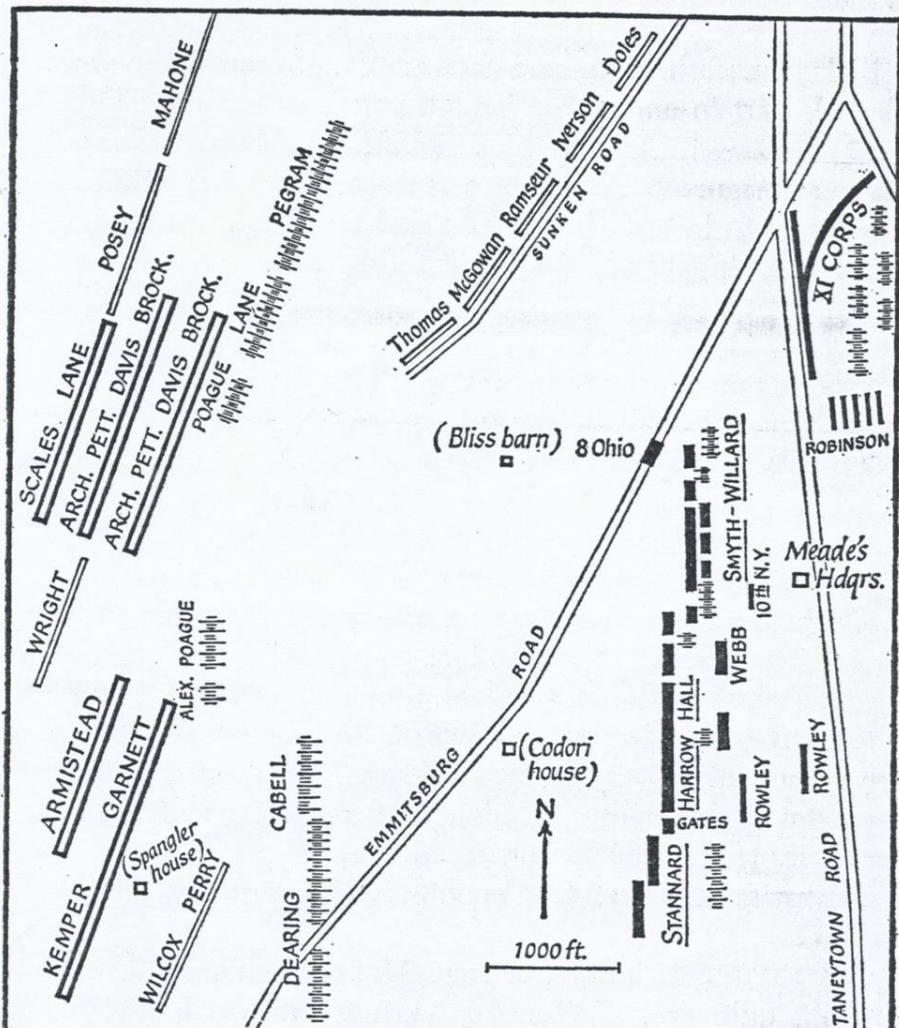 MAHONE
POSEY
PEGRAM
LANE
POAGUE
Doles
Iverson
Ramseur
McGowan
Thomas
SUNKEN ROAD
XI CORPS
SCALES LANE
ARCH. PETT. DAVIS BROCK.
ARCH. PETT. DAVIS BROCK.
(Bliss barn)
8 Ohio
ROBINSON
SMYTH-WILLARD
10th N.Y.
Meade's
Hdqrs.
WRIGHT
ALEX. POAGUE
WEBB
HALL
ARMISTEAD
GARNETT
KEMPER
EMMITSBURG ROAD
(Codori
house)
HARROW
GATES
ROWLEY
ROWLEY
(Spangler
house)
CABELL
WILCOX PERRY
DEARING
N
STANNARD
1000 ft.
TANEYTOWN ROAD